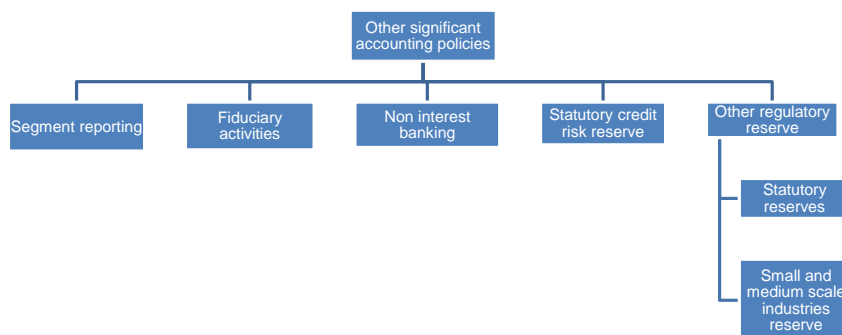 Other significant
accounting policies
Segment reporting
Fiduciary
activities
Non interest
banking
Statutory credit
risk reserve
Other regulatory
reserve
Statutory
reserves
Small and
medium scale
industries
reserve